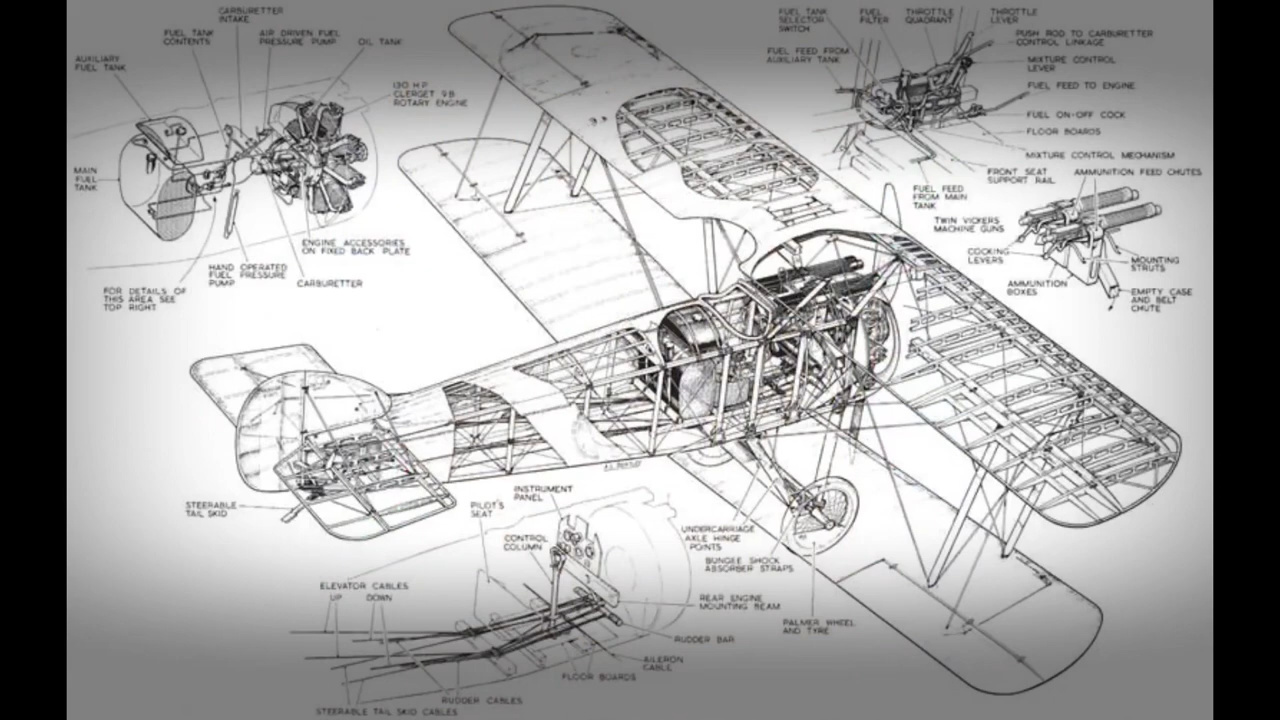 CARBURETTER
INTAKE
FUEL TANK
CONTENTS
AIR DRIVEN FUEL
PRESSURE PUMP
OIL TANK
AUXILIARY
FUEL TANK
130 H.P.
CLERGET 9B
ROTARY ENGINE
MAIN
FUEL
TANK
ENGINE ACCESSORIES
ON FIXED BACK PLATE
HAND OPERATED
FUEL PRESSURE
PUMP
CARBURETTER
FOR DETAILS OF
THIS AREA SEE
TOP RIGHT
FUEL TANK
SELECTOR
SWITCH
FUEL
FILTER
THROTTLE
QUADRANT
THROTTLE
LEVER
PUSH ROD TO CARBURETTER
CONTROL LINKAGE
FUEL FEED FROM
AUXILIARY TANK
MIXTURE CONTROL
LEVER
FUEL FEED TO ENGINE
FUEL ON-OFF COCK
FLOOR BOARDS
MIXTURE CONTROL MECHANISM
FUEL FEED
FROM MAIN
TANK
FRONT SEAT
SUPPORT RAIL
AMMUNITION FEED CHUTES
TWIN VICKERS
MACHINE GUNS
COCKING
LEVERS
MOUNTING
STRUTS
AMMUNITION
BOXES
EMPTY CASE
AND BELT
CHUTE
STEERABLE
TAIL SKID
INSTRUMENT
PANEL
PILOT'S
SEAT
CONTROL
COLUMN
UNDERCARRIAGE
AXLE HINGE
POINTS
BUNGEE SHOCK
ABSORBER STRAPS
ELEVATOR CABLES
UP DOWN
REAR ENGINE
MOUNTING BEAM
PALMER WHEEL
AND TYRE
RUDDER BAR
AILERON
CABLE
FLOOR BOARDS
RUDDER CABLES
STEERABLE TAIL SKID CABLES